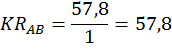 KR_AB = 57,8/1 = 57,8